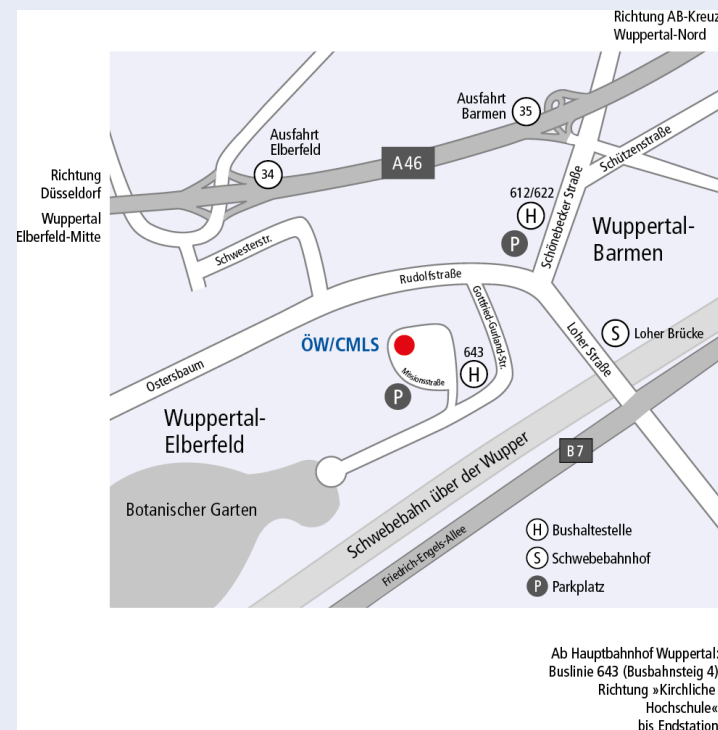 Richtung AB-Kreuz
Wuppertal-Nord
Ausfahrt
Barmen
35
Ausfahrt
Elberfeld
34
A46
Schützenstraße
Richtung
Düsseldorf
Wuppertal
Elberfeld-Mitte
612/622
H
P
Schönebecker Straße
Wuppertal-
Barmen
Schwesterstr.
Rudolfstraße
Gottfried-Gurland-Str.
ÖW/CMLS
643
H
Missionsstraße
P
Loher Straße
S
Loher Brücke
Ostersbaum
Wuppertal-
Elberfeld
B7
Schwebebahn über der Wupper
Botanischer Garten
Friedrich-Engels-Allee
H Bushaltestelle
S Schwebebahnhof
P Parkplatz
Ab Hauptbahnhof Wuppertal:
Buslinie 643 (Busbahnsteig 4)
Richtung »Kirchliche
Hochschule«
bis Endstation